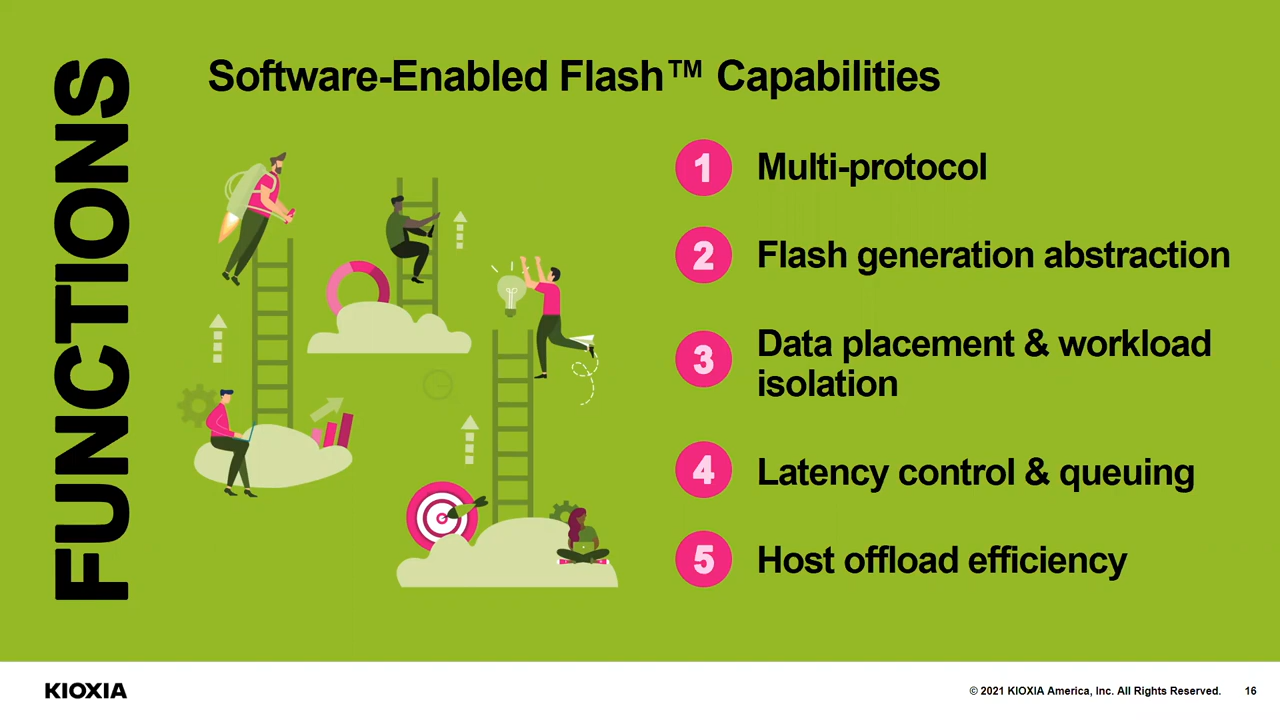 FUNCTIONS
Software-Enabled Flash™ Capabilities
1 Multi-protocol
2 Flash generation abstraction
3 Data placement & workload
isolation
4 Latency control & queuing
5 Host offload efficiency
KIOXIA
© 2021 KIOXIA America, Inc. All Rights Reserved. 16